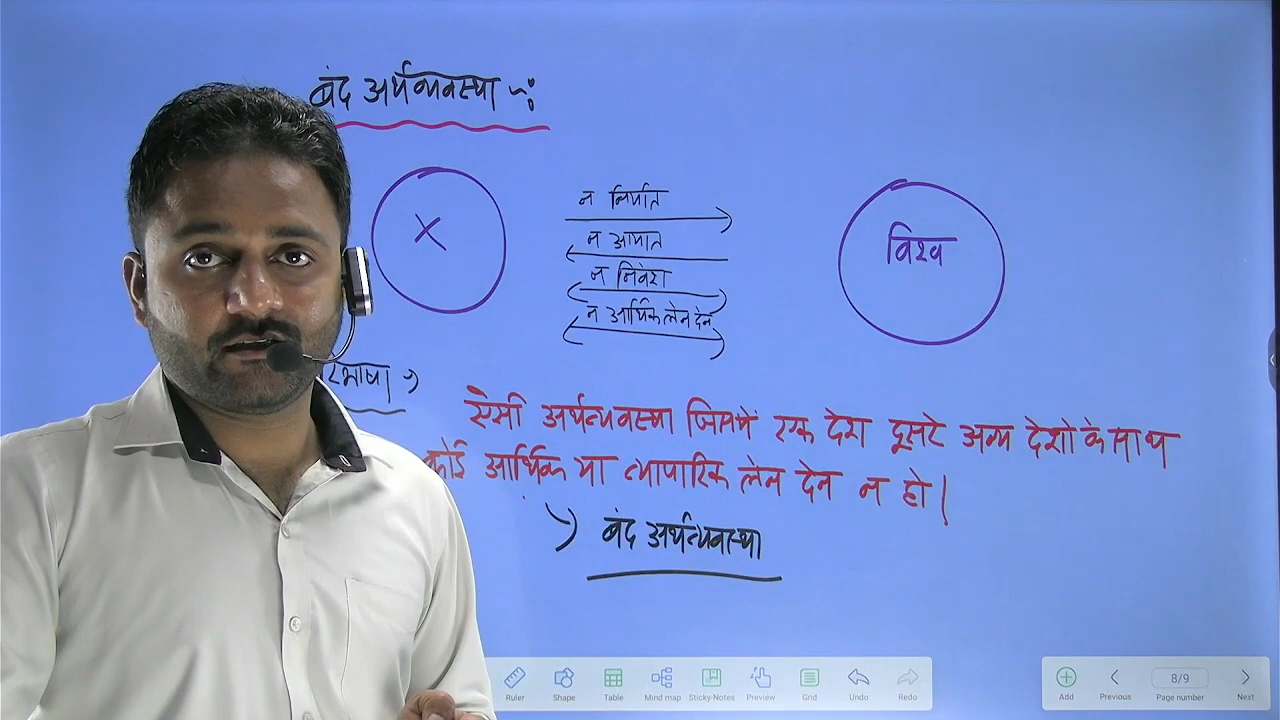 बंद अर्थव्यवस्था -:
X
न निर्यात
न आयात
न निवेश
न आर्थिक लेन देन
विश्व
रिभाषा
ऐसी अर्थव्यवस्था जिसमें एक देश दूसरे अन्य देशो के साथ
कोई आर्थिक या व्यापारिक लेन देन न हो।
बंद अर्थव्यवस्था
Ruler Shape Table Mind map Sticky-Notes Preview Grid Undo Redo
Add Previous 8/9 Page number Next